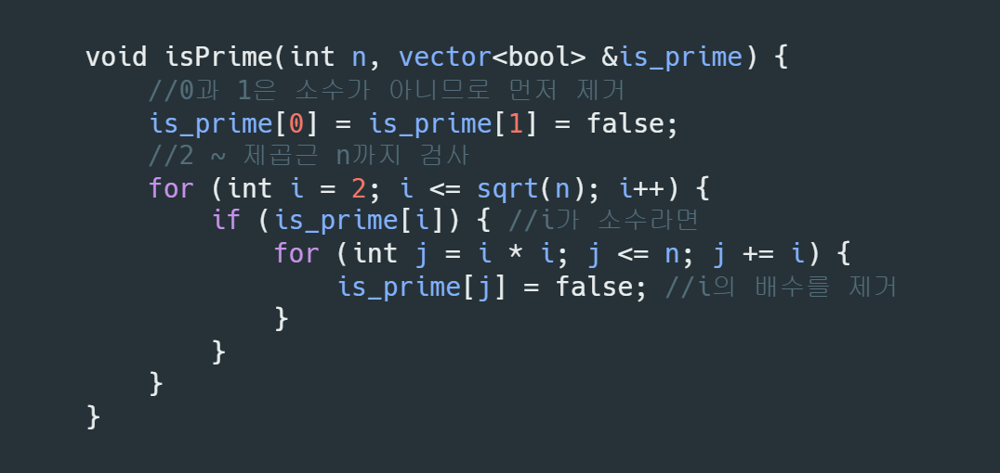 void isPrime(int n, vector<bool> &is_prime) {
//0과 1은 소수가 아니므로 먼저 제거
is_prime[0] = is_prime[1] = false;
//2 ~ 제곱근 n까지 검사
for (int i = 2; i <= sqrt(n); i++) {
if (is_prime[i]) { //i가 소수라면
for (int j = i * i; j <= n; j += i) {
is_prime[j] = false; //i의 배수를 제거
}
}
}
}